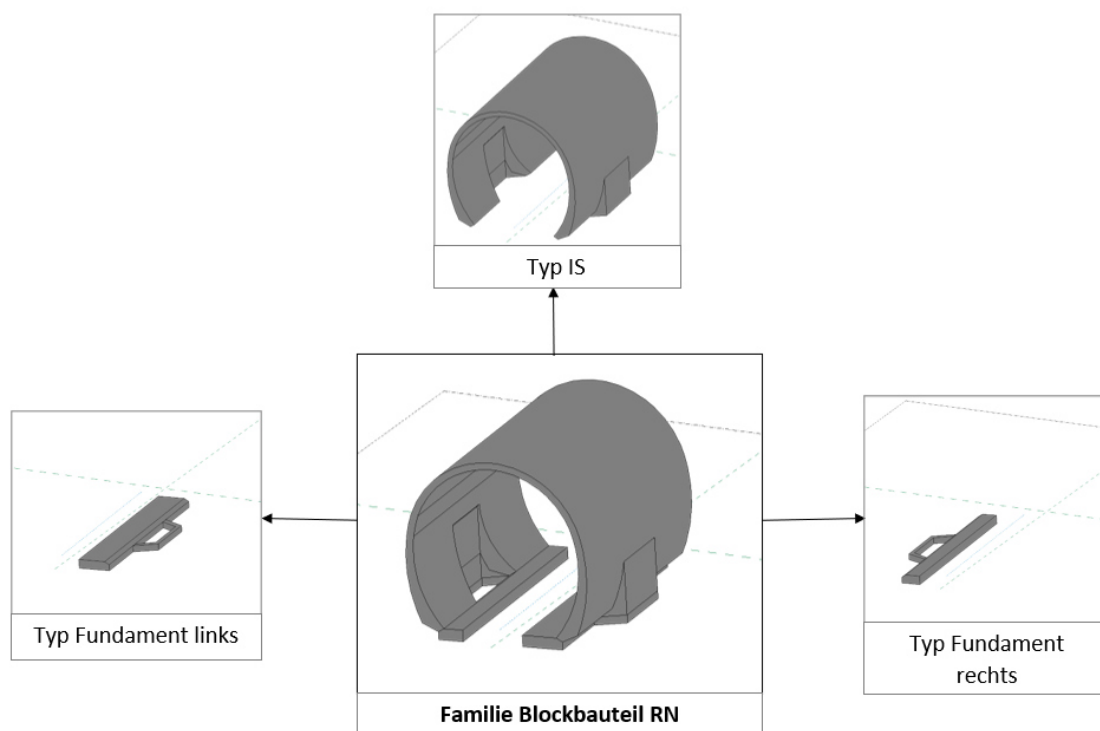 Typ IS
Typ Fundament links
Typ Fundament
rechts
Familie Blockbauteil RN